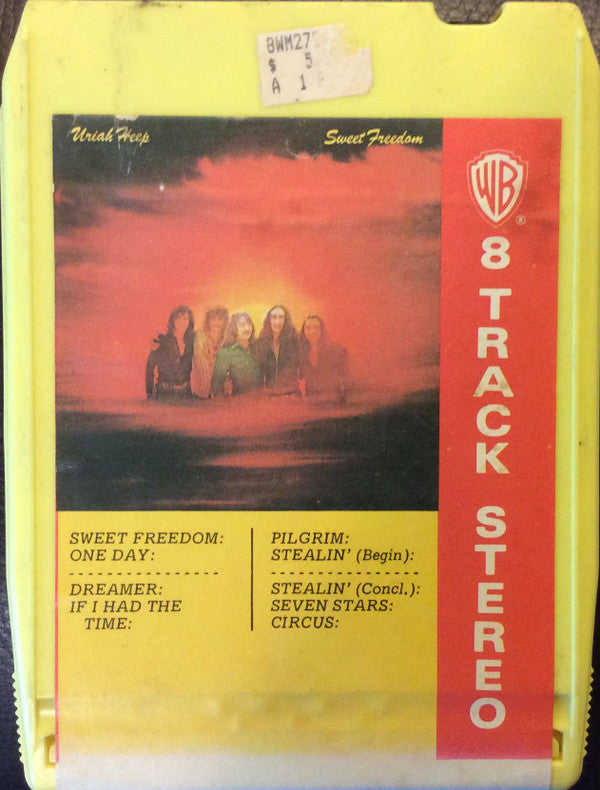 BWM27
$ 5
A 1
Uriah Heep
Sweet Freedom
WB
®
8 TRACK STEREO
SWEET FREEDOM:
ONE DAY:
DREAMER:
IF I HAD THE
TIME:
PILGRIM:
STEALIN' (Begin):
STEALIN' (Concl.):
SEVEN STARS:
CIRCUS: